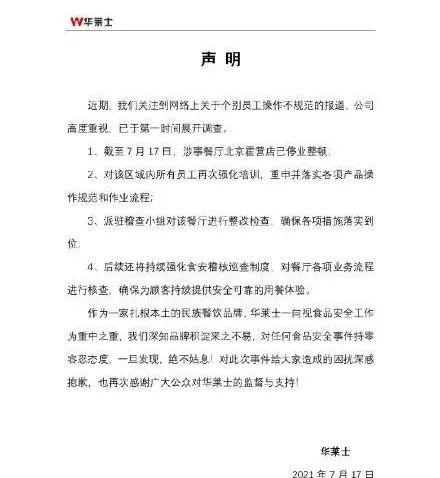 华莱士
声 明
近期，我们关注到网络上关于个别员工操作不规范的报道，公司
高度重视，已于第一时间展开调查。
1、截至7月17日，涉事餐厅北京霍营店已停业整顿；
2、对该区域内所有员工再次强化培训，重申并落实各项产品操
作规范和作业流程；
3、派驻稽查小组对该餐厅进行整改检查，确保各项措施落实到
位；
4、后续还将持续强化食安稽核巡查制度，对餐厅各项业务流程
进行核查，确保为顾客持续提供安全可靠的用餐体验。
作为一家扎根本土的民族餐饮品牌，华莱士一向视食品安全工作
为重中之重，我们深知品牌积淀来之不易，对任何食品安全事件持零
容忍态度，一旦发现，绝不姑息！对此次事件给大家造成的困扰深感
抱歉，也再次感谢广大公众对华莱士的监督与支持！
华莱士
2021年7月17日